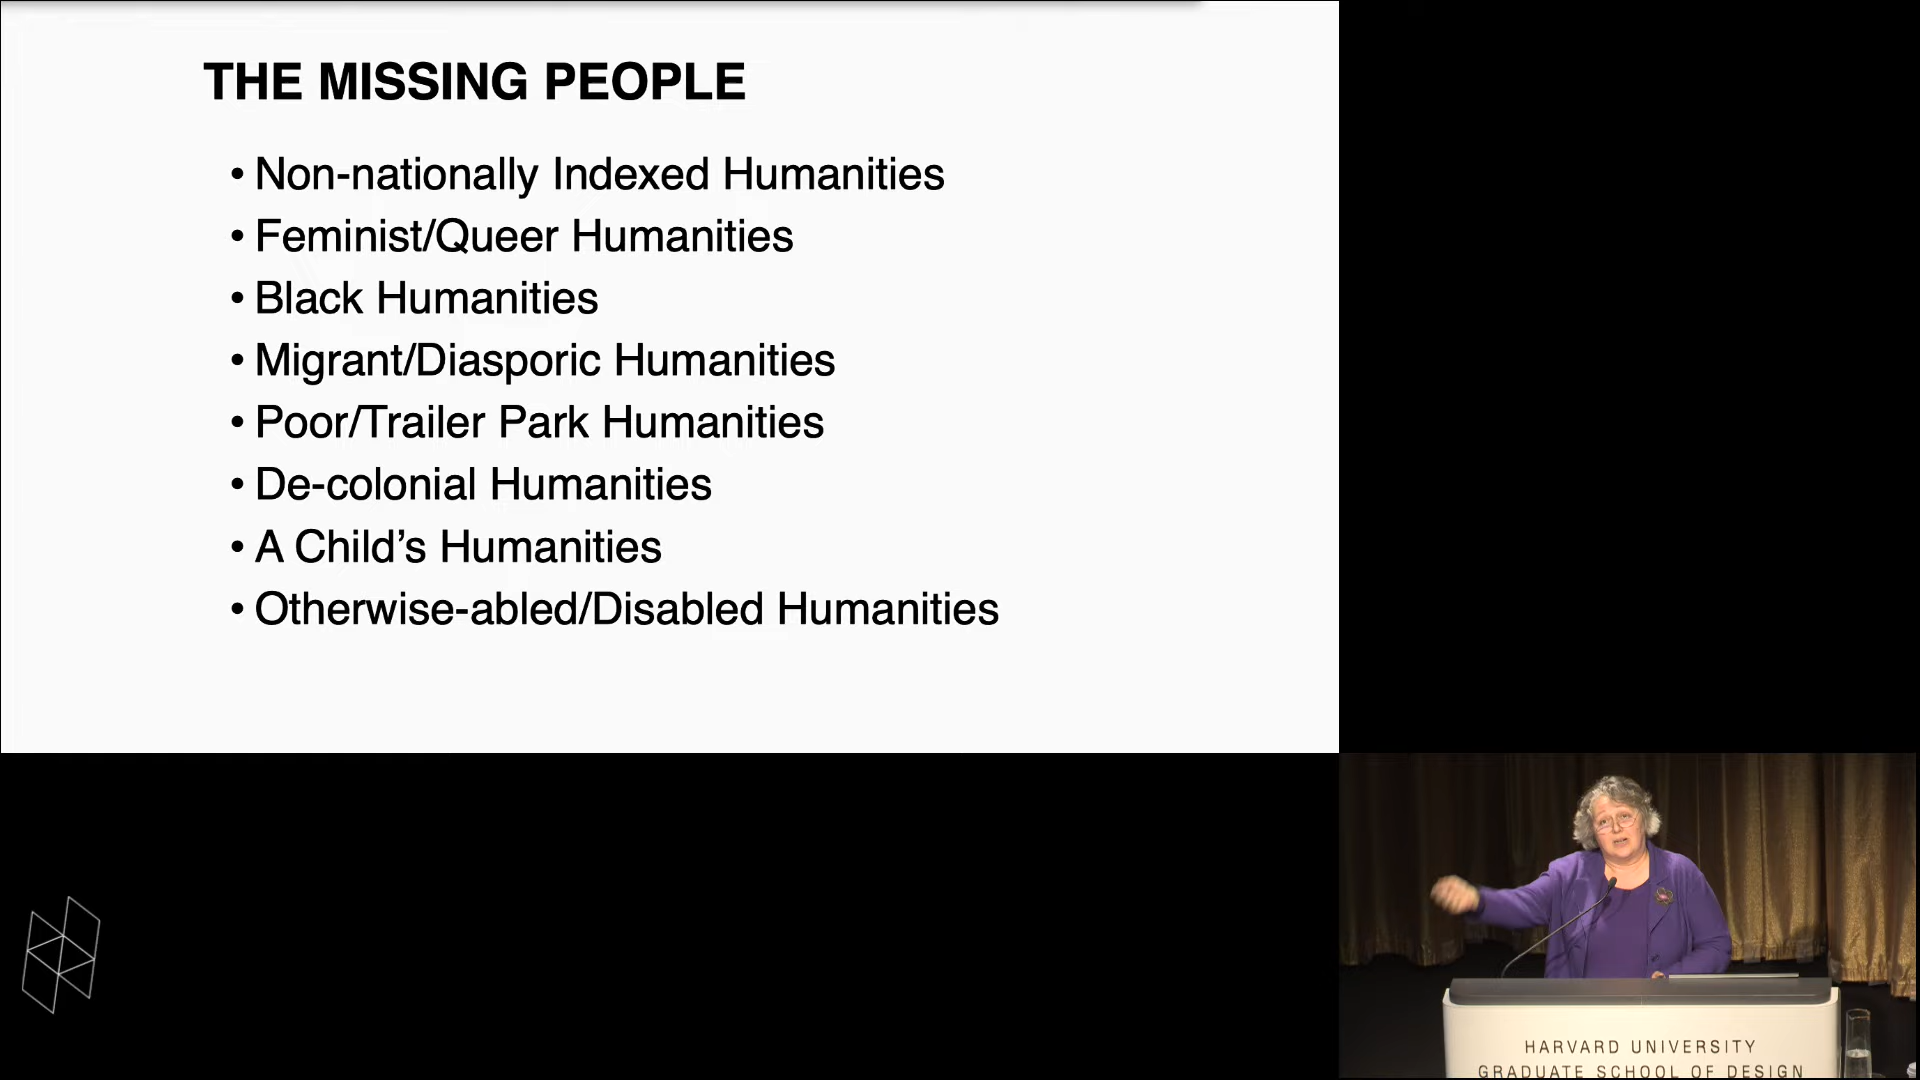 THE MISSING PEOPLE
• Non-nationally Indexed Humanities
• Feminist/Queer Humanities
• Black Humanities
• Migrant/Diasporic Humanities
• Poor/Trailer Park Humanities
• De-colonial Humanities
• A Child’s Humanities
• Otherwise-abled/Disabled Humanities
HARVARD UNIVERSITY
GRADUATE SCHOOL OF DESIGN